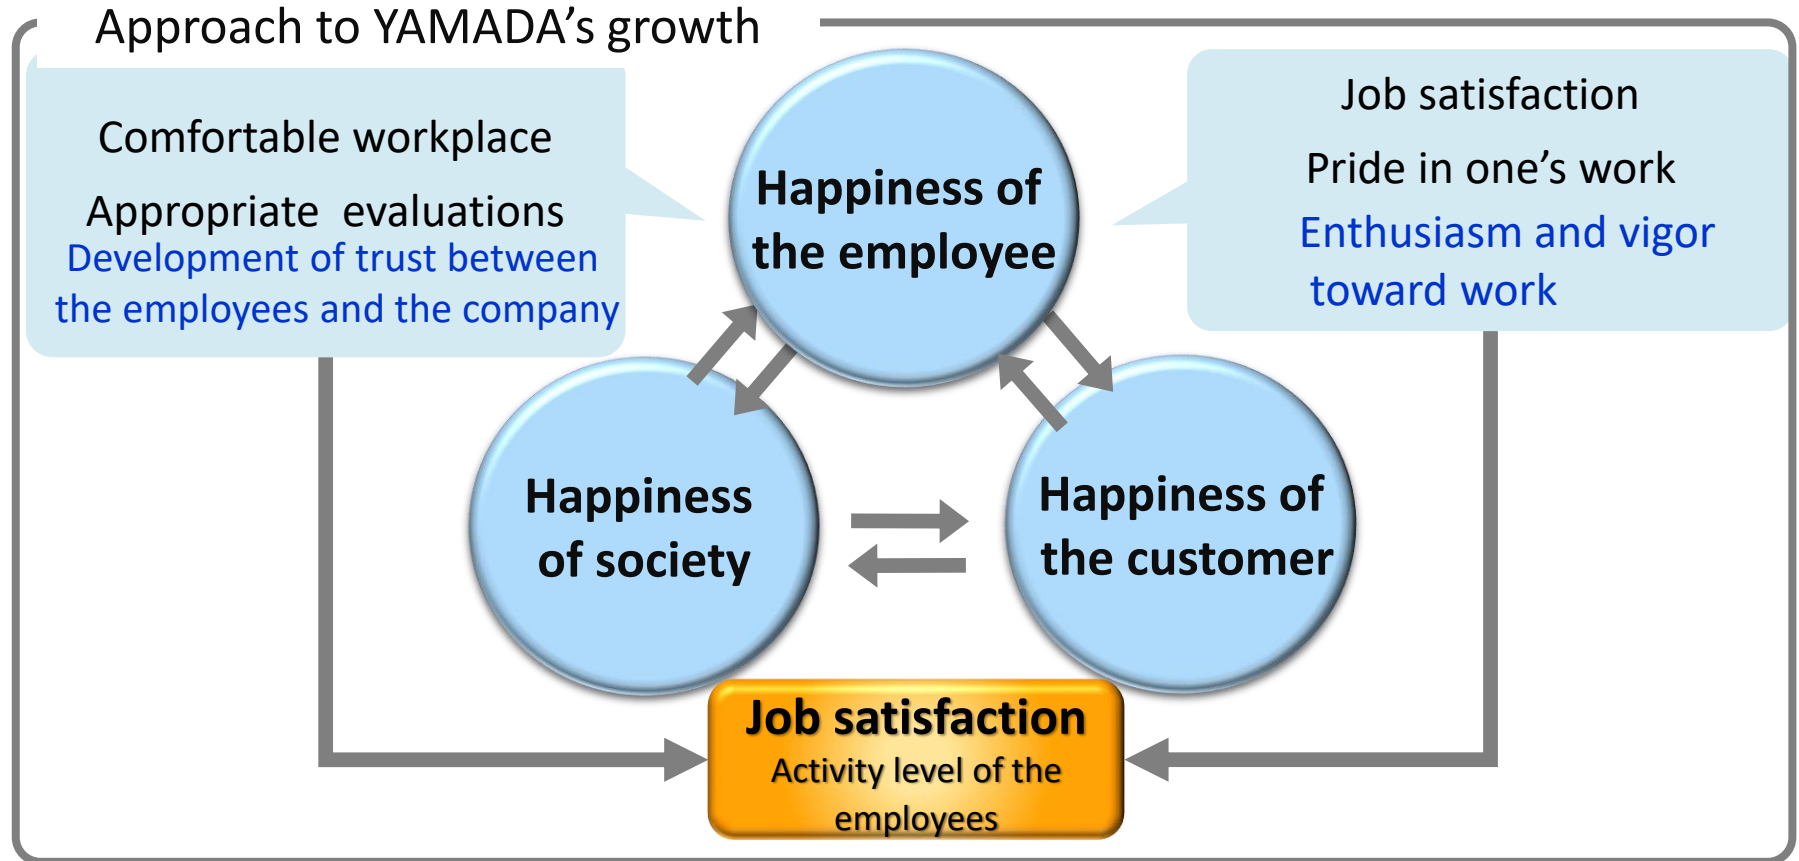 Approach to YAMADA’s growth
Comfortable workplace
Appropriate evaluations
Development of trust between
the employees and the company
Happiness of
the employee
Job satisfaction
Pride in one’s work
Enthusiasm and vigor
toward work
Happiness
of society
Happiness of
the customer
Job satisfaction
Activity level of the
employees